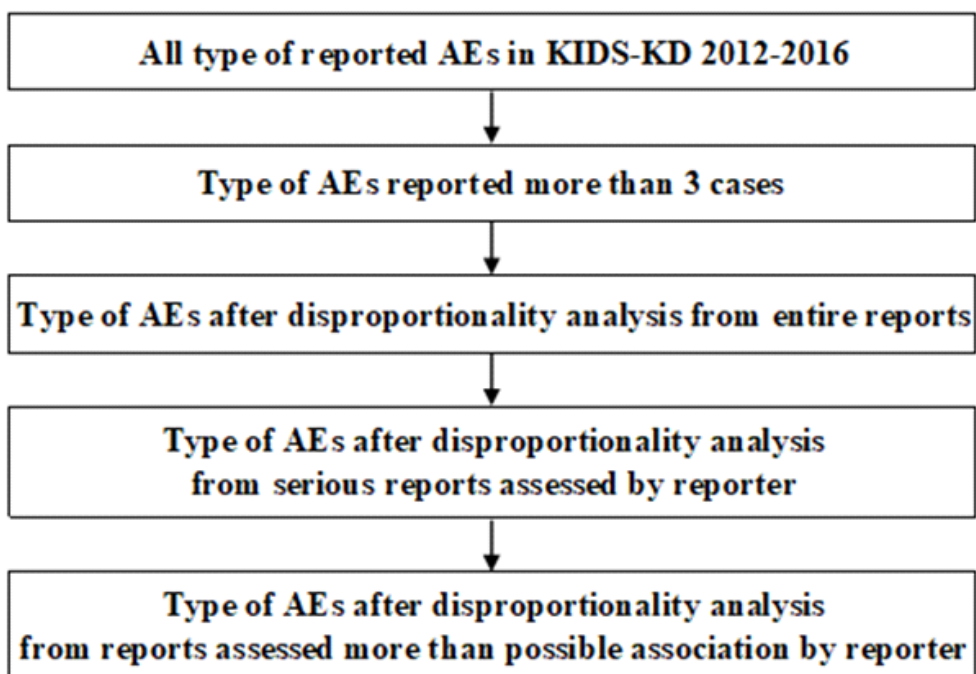 All type of reported AEs in KIDS-KD 2012-2016
Type of AEs reported more than 3 cases
Type of AEs after disproportionality analysis from entire reports
Type of AEs after disproportionality analysis
from serious reports assessed by reporter
Type of AEs after disproportionality analysis
from reports assessed more than possible association by reporter